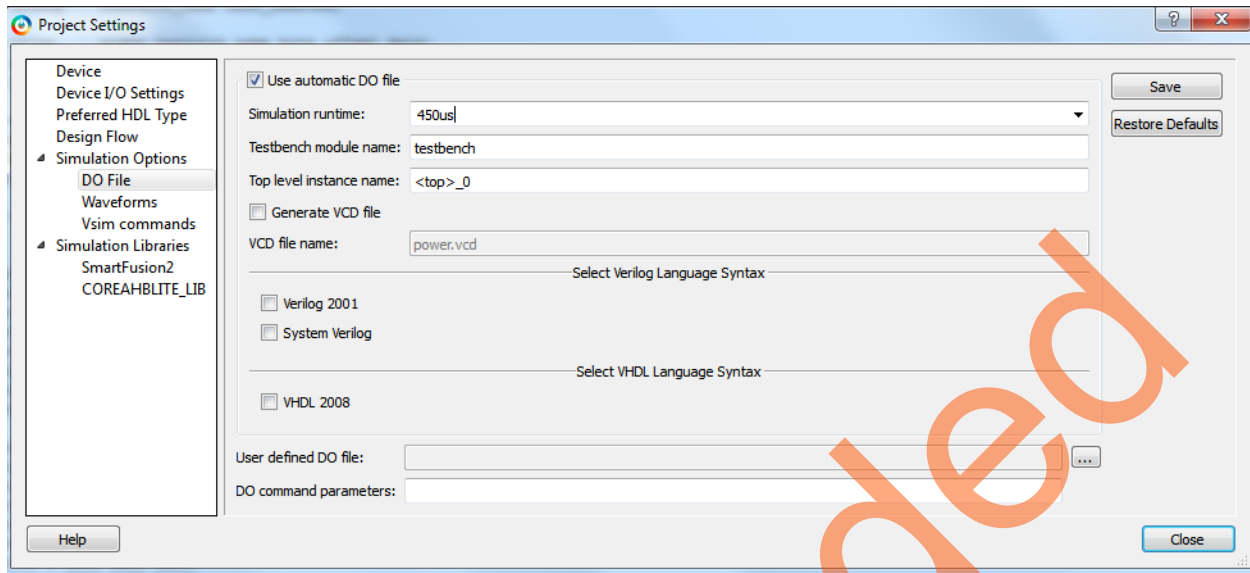 Project Settings
Device
Device I/O Settings
Preferred HDL Type
Design Flow
Simulation Options
DO File
Waveforms
Vsim commands
Simulation Libraries
SmartFusion2
COREAHBLITE_LIB
Use automatic DO file
Simulation runtime: 450us
Testbench module name: testbench
Top level instance name: <top>_0
Generate VCD file
VCD file name: power.vcd
Select Verilog Language Syntax
Verilog 2001
System Verilog
Select VHDL Language Syntax
VHDL 2008
User defined DO file: ...
DO command parameters:
Save
Restore Defaults
Help
Close
ded